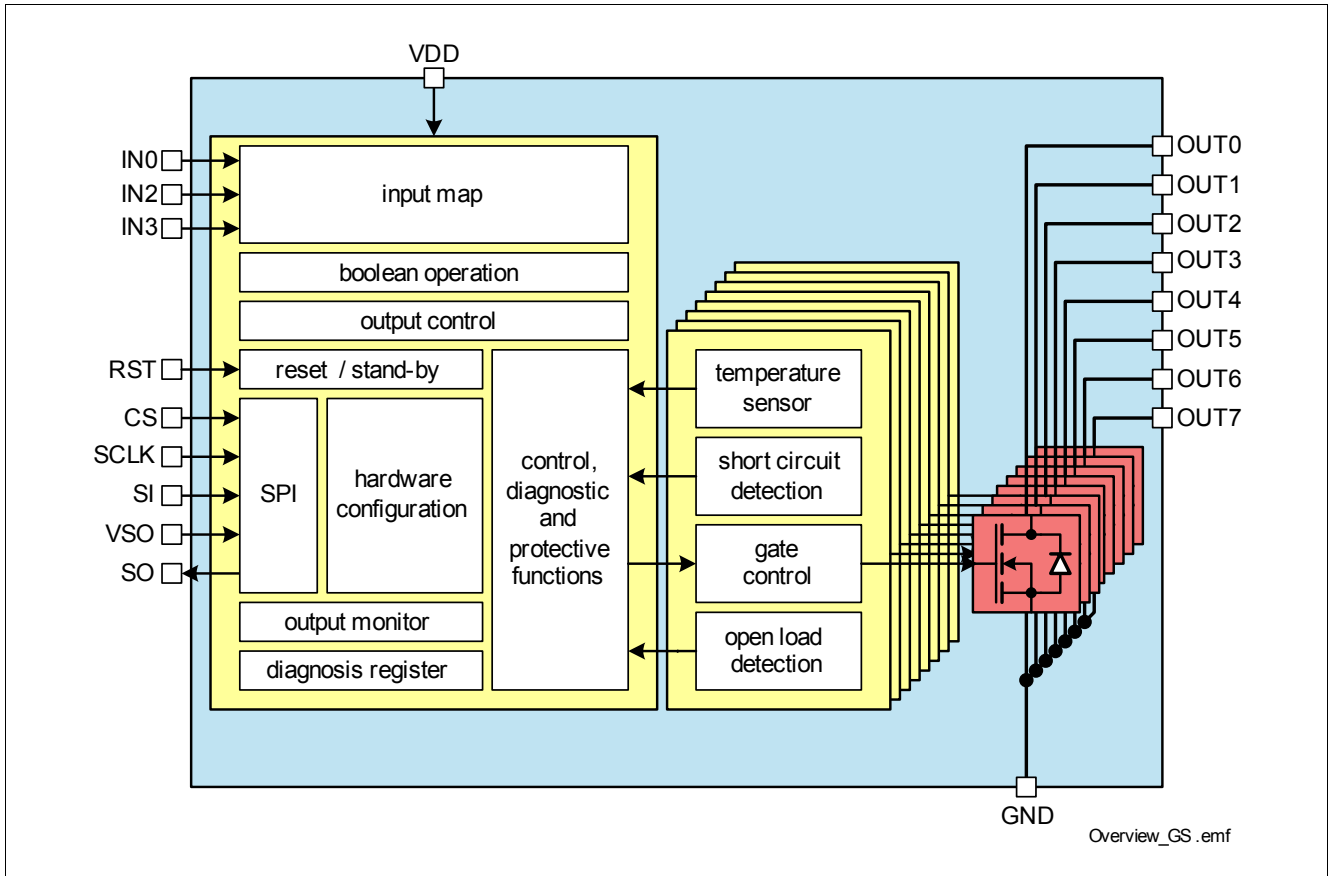 VDD
IN0
IN2
IN3
input map
boolean operation
output control
RST
reset / stand-by
CS
SCLK
SI
VSO
SO
SPI
hardware
configuration
control,
diagnostic
and
protective
functions
output monitor
diagnosis register
temperature
sensor
short circuit
detection
gate
control
open load
detection
OUT0
OUT1
OUT2
OUT3
OUT4
OUT5
OUT6
OUT7
GND
Overview_GS .emf